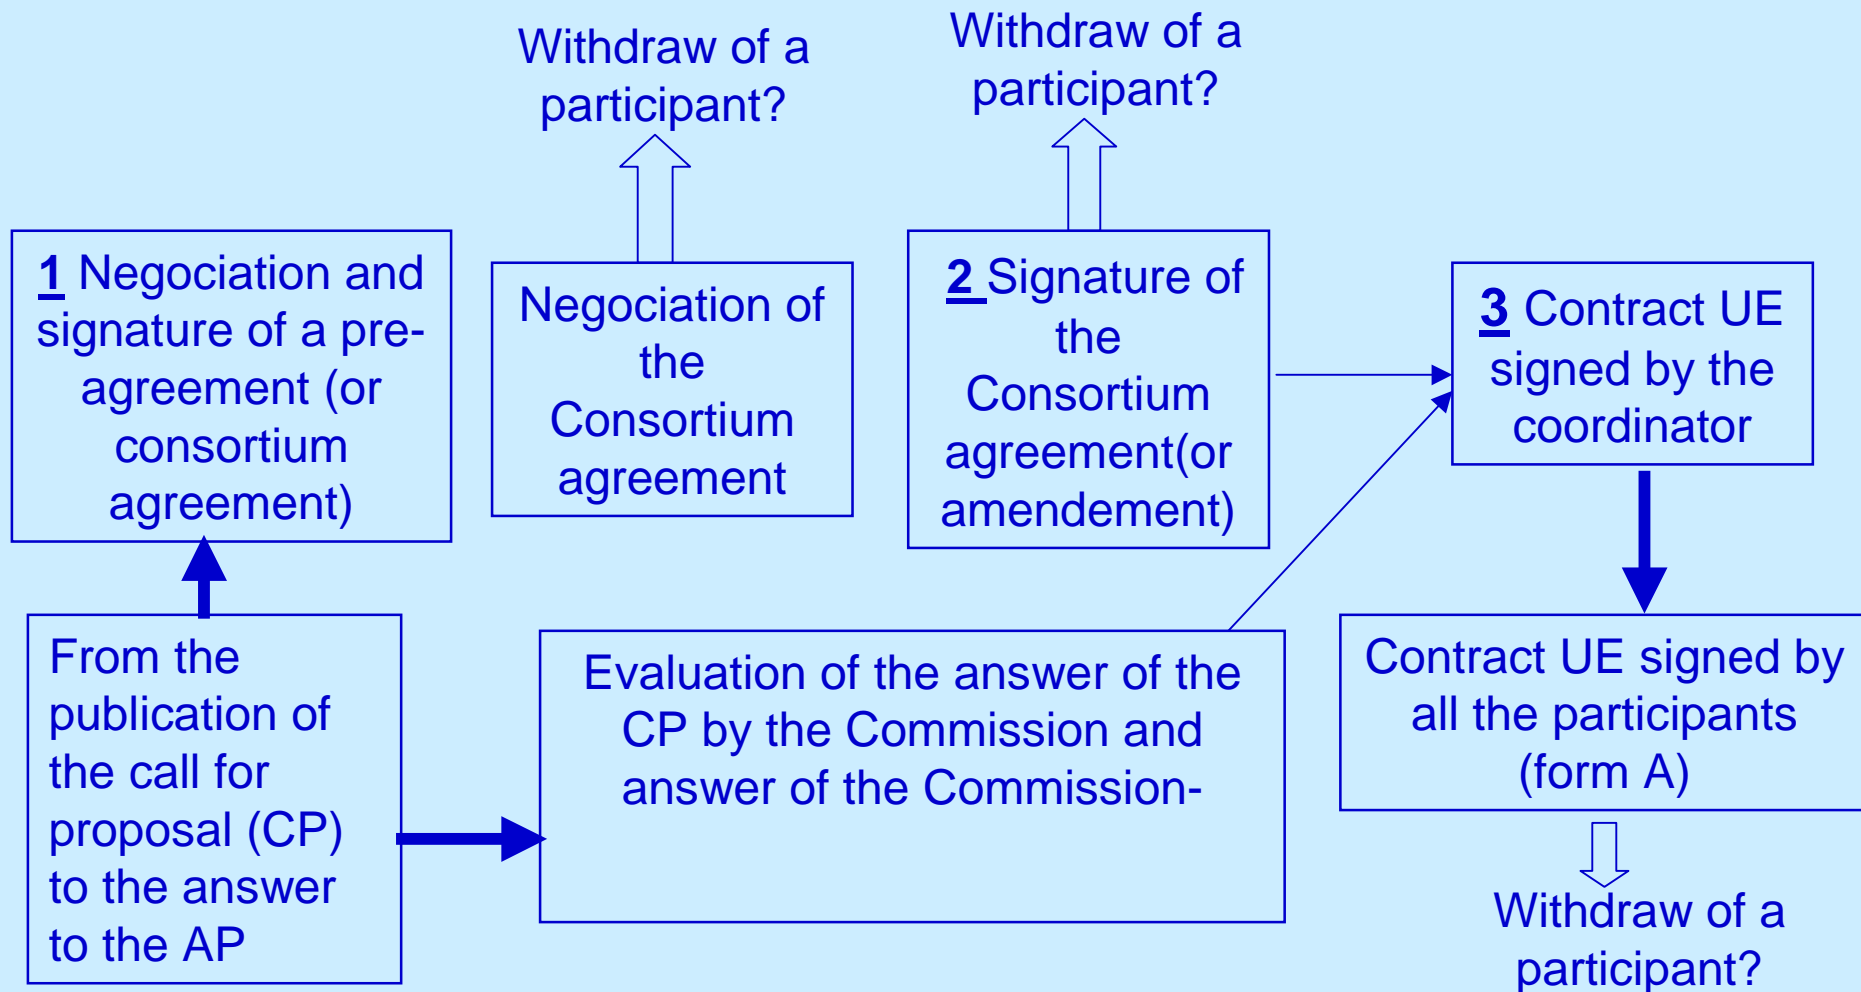 Withdraw of a
participant?
Withdraw of a
participant?
1 Negociation and
signature of a pre-
agreement (or
consortium
agreement)
Negociation of
the
Consortium
agreement
2 Signature of
the
Consortium
agreement(or
amendement)
3 Contract UE
signed by the
coordinator
From the
publication of
the call for
proposal (CP)
to the answer
to the AP
Evaluation of the answer of the
CP by the Commission and
answer of the Commission-
Contract UE signed by
all the participants
(form A)
Withdraw of a
participant?